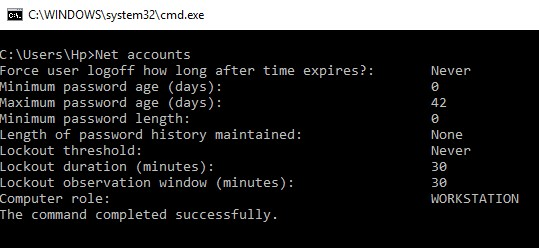 C:\WINDOWS\system32\cmd.exe
C:\Users\Hp>Net accounts
Force user logoff how long after time expires?: Never
Minimum password age (days): 0
Maximum password age (days): 42
Minimum password length: 0
Length of password history maintained: None
Lockout threshold: Never
Lockout duration (minutes): 30
Lockout observation window (minutes): 30
Computer role: WORKSTATION
The command completed successfully.